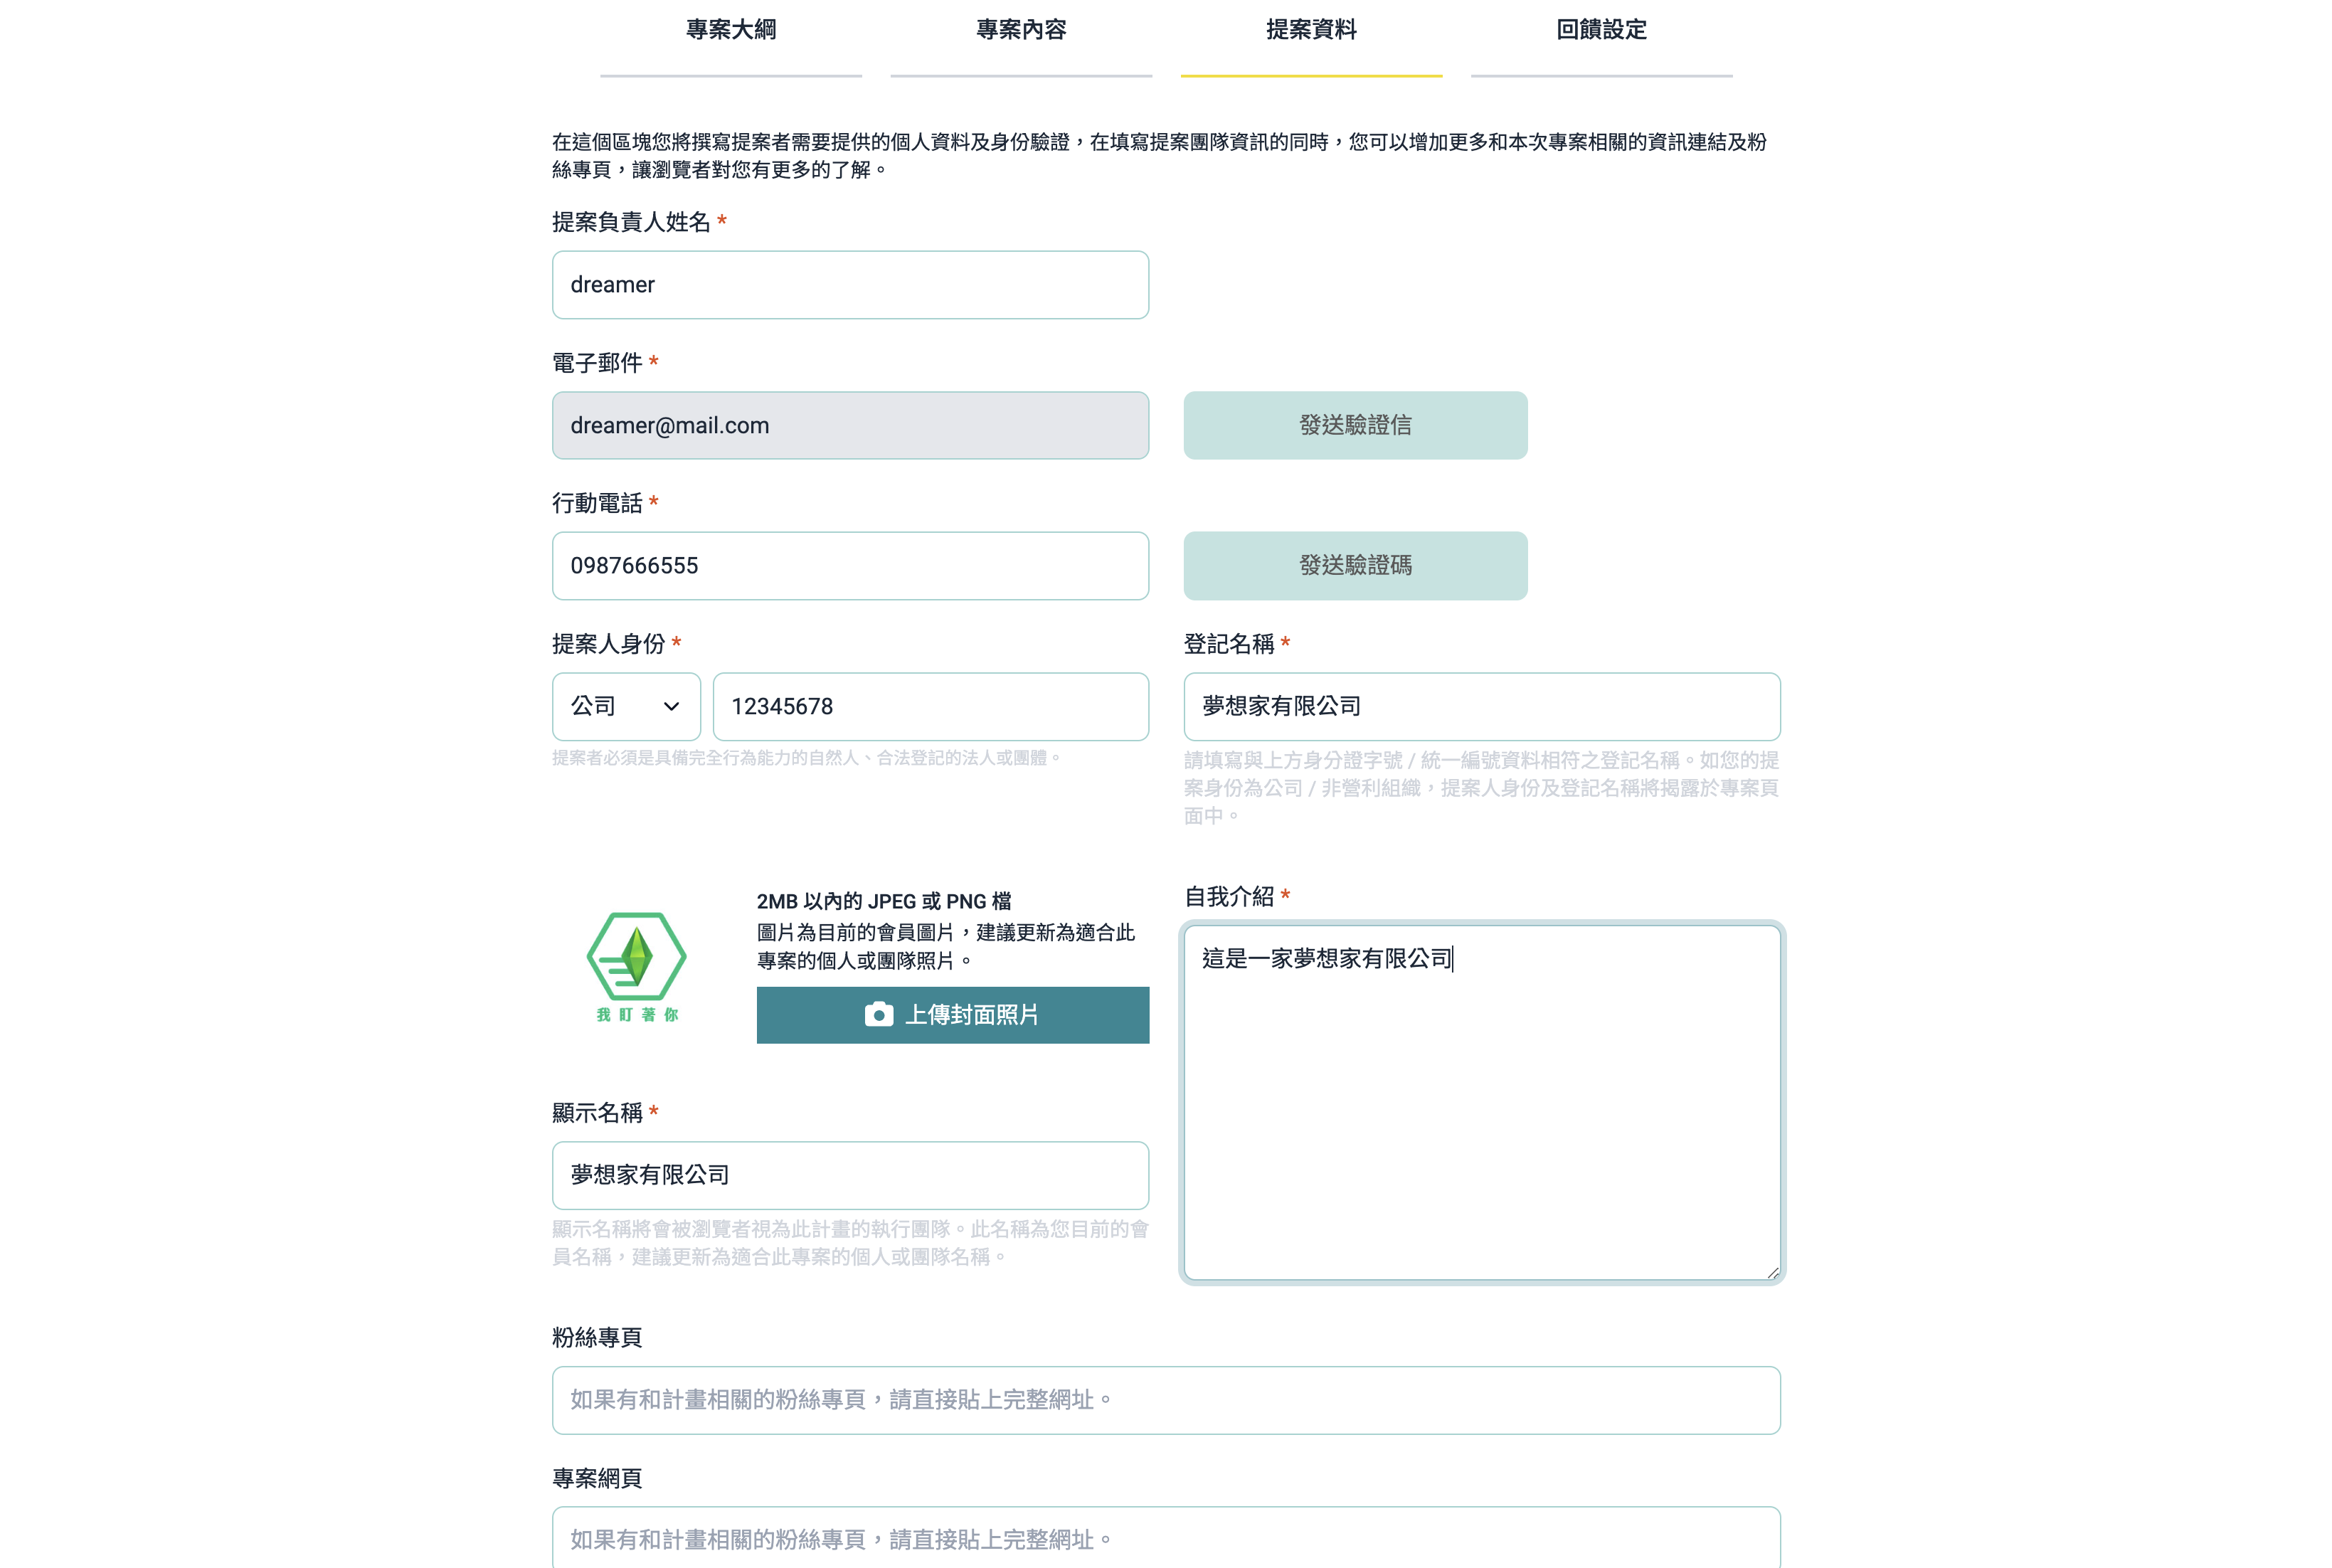 專案大綱
專案內容
提案資料
回饋設定
在這個區塊您將撰寫提案者需要提供的個人資料及身份驗證，在填寫提案團隊資訊的同時，您可以增加更多和本次專案相關的資訊連結及粉
絲專頁，讓瀏覽者對您有更多的了解。
提案負責人姓名 *
dreamer
電子郵件 *
dreamer@mail.com
發送驗證信
行動電話 *
0987666555
發送驗證碼
提案人身份 *
公司
12345678
提案者必須是具備完全行為能力的自然人、合法登記的法人或團體。
登記名稱 *
夢想家有限公司
請填寫與上方身分證字號 / 統一編號資料相符之登記名稱。如您的提
案身份為公司 / 非營利組織，提案人身份及登記名稱將揭露於專案頁
面中。
我盯著你
2MB 以內的 JPEG 或 PNG 檔
圖片為目前的會員圖片，建議更新為適合此
專案的個人或團隊照片。
上傳封面照片
自我介紹 *
這是一家夢想家有限公司
顯示名稱 *
夢想家有限公司
顯示名稱將會被瀏覽者視為此計畫的執行團隊。此名稱為您目前的會
員名稱，建議更新為適合此專案的個人或團隊名稱。
粉絲專頁
如果有和計畫相關的粉絲專頁，請直接貼上完整網址。
專案網頁
如果有和計畫相關的粉絲專頁，請直接貼上完整網址。